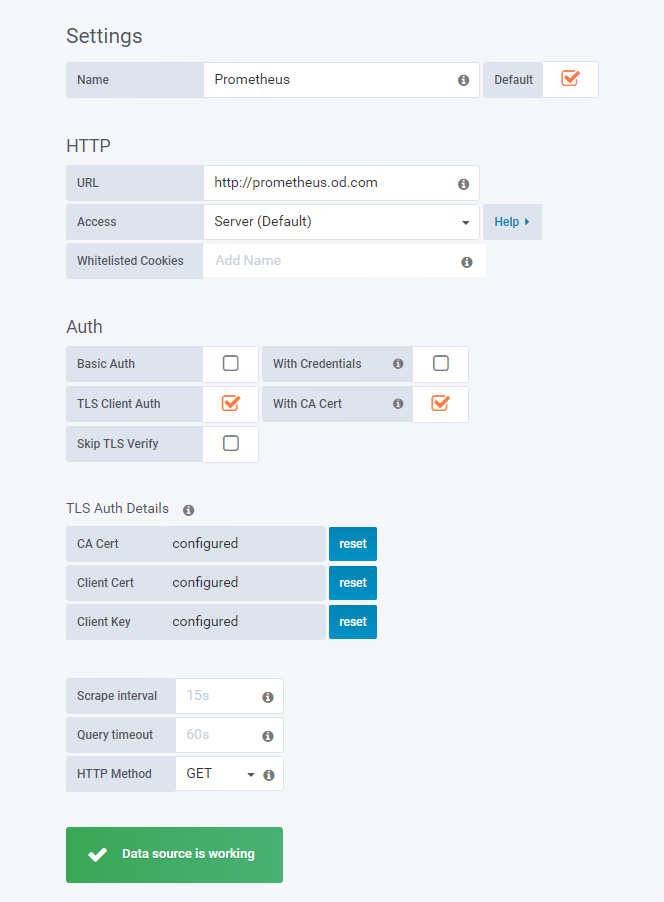 Settings
Name Prometheus Default
HTTP
URL http://prometheus.od.com
Access Server (Default) Help
Whitelisted Cookies Add Name
Auth
Basic Auth With Credentials
TLS Client Auth With CA Cert
Skip TLS Verify
TLS Auth Details
CA Cert configured reset
Client Cert configured reset
Client Key configured reset
Scrape interval 15s
Query timeout 60s
HTTP Method GET
Data source is working